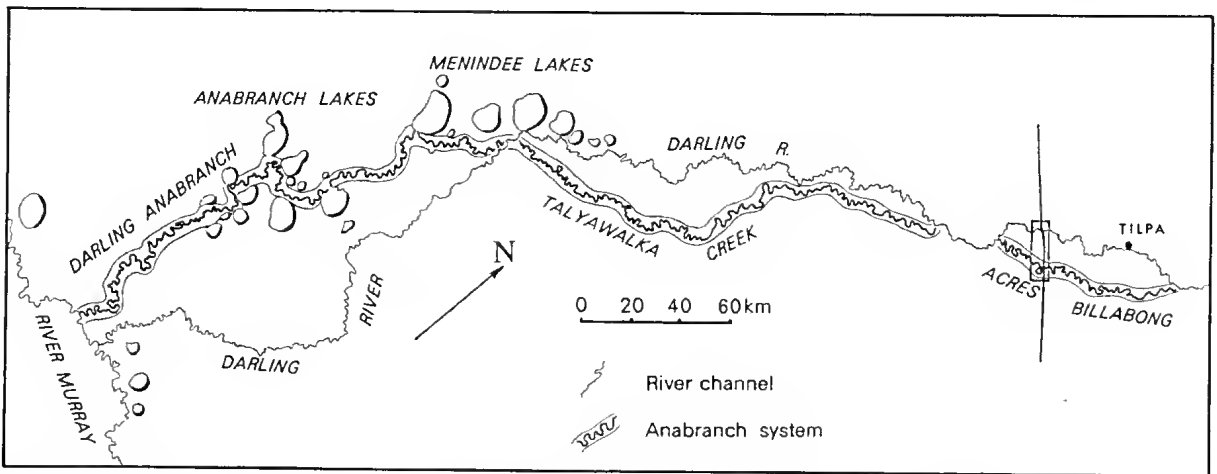 MENINDEE LAKES
ANABRANCH LAKES
DARLING ANABRANCH
DARLING R.
TILPA
TALYAWALKA CREEK
ACRES BILLABONG
N
RIVER
DARLING
RIVER MURRAY
0 20 40 60km
River channel
Anabranch system